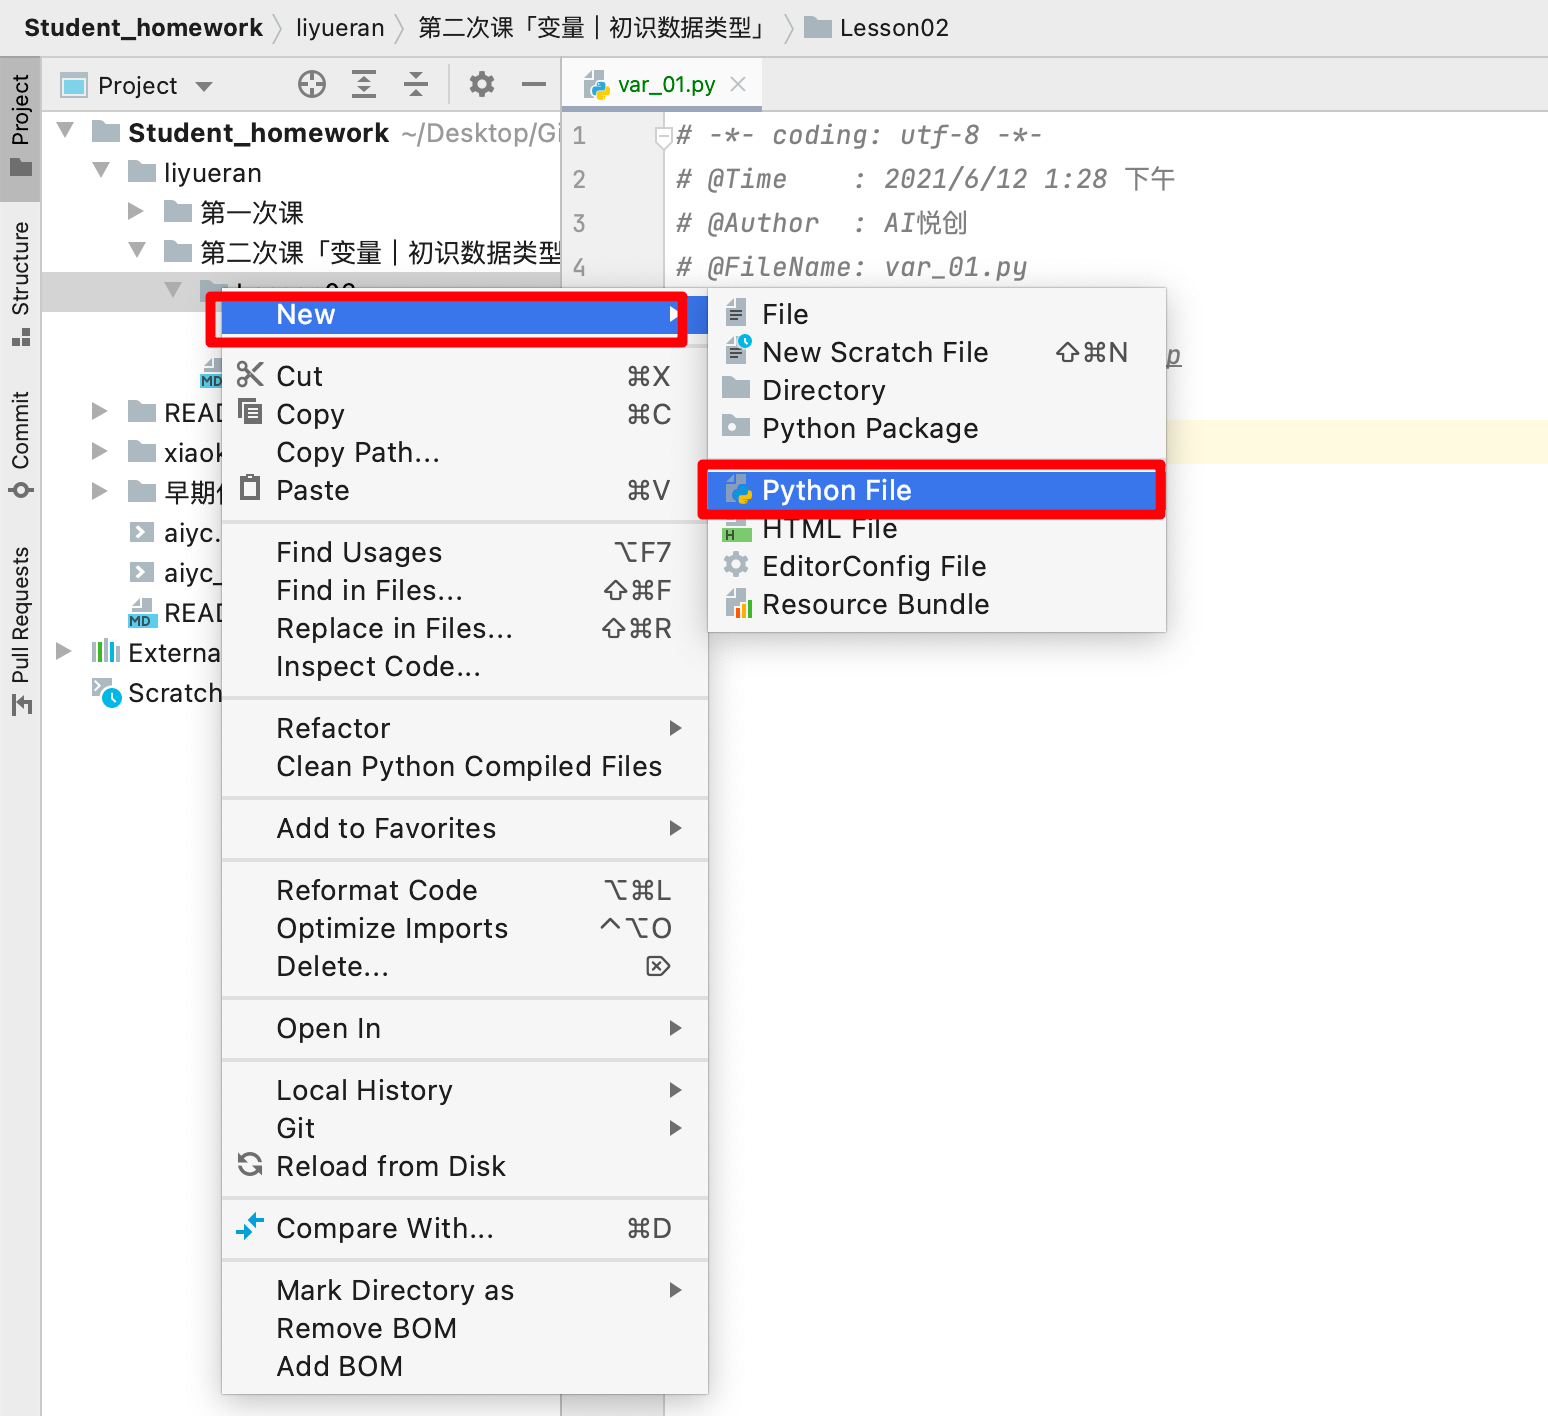 Student_homework liyueran 第二次课「变量｜初识数据类型」 Lesson02
Project
Structure
Commit
Pull Requests
Project
var_01.py
Student_homework ~/Desktop/Gi
liyueran
第一次课
第二次课「变量｜初识数据类型
MD
READ
xiaok
早期
aiyc.
aiyc_
MD READ
Externa
Scratch
1 # -*- coding: utf-8 -*-
2 # @Time : 2021/6/12 1:28 下午
3 # @Author : AI悦创
4 # @FileName: var_01.py
p
New
Cut ⌘X
Copy ⌘C
Copy Path...
Paste ⌘V
Find Usages ⌥F7
Find in Files... ⇧⌘F
Replace in Files... ⇧⌘R
Inspect Code...
Refactor
Clean Python Compiled Files
Add to Favorites
Reformat Code ⌥⌘L
Optimize Imports ^⌥O
Delete... ⌦
Open In
Local History
Git
Reload from Disk
Compare With... ⌘D
Mark Directory as
Remove BOM
Add BOM
File
New Scratch File ⇧⌘N
Directory
Python Package
Python File
H HTML File
EditorConfig File
Resource Bundle